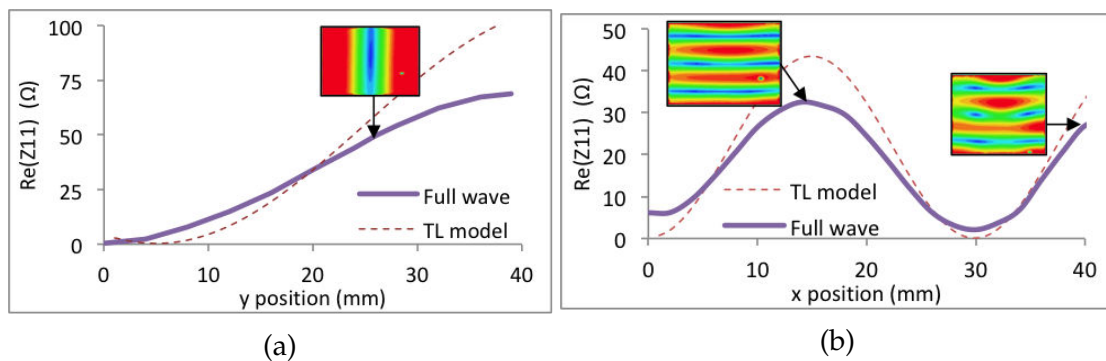 100
75
50
25
0
Re(Z11) (Ω)
Full wave
TL model
0 10 20 30 40
y position (mm)
(a)
50
40
30
20
10
0
Re(Z11) (Ω)
TL model
Full wave
0 10 20 30 40
x position (mm)
(b)